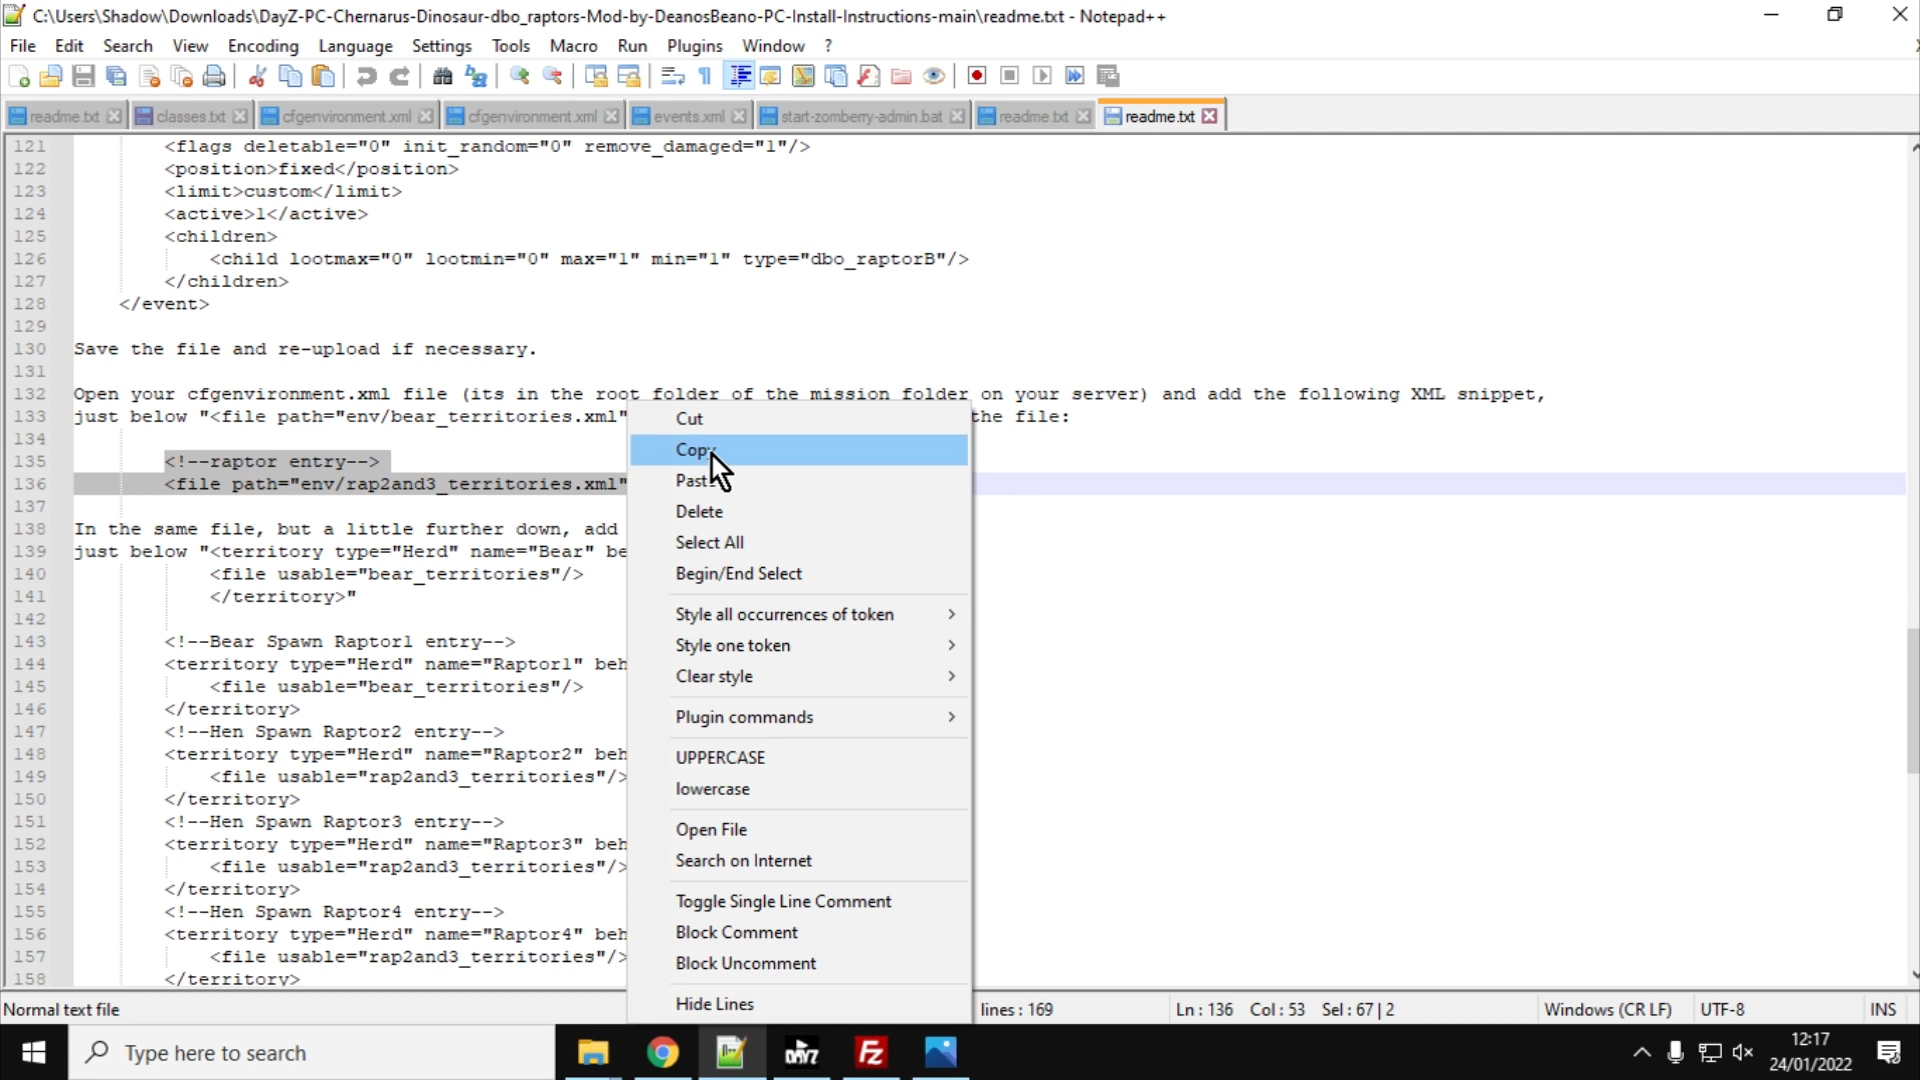 C:\Users\Shadow\Downloads\DayZ-PC-Chernarus-Dinosaur-dbo_raptors-Mod-by-DeanosBeano-PC-Install-Instructions-main\readme.txt - Notepad++
File Edit Search View Encoding Language Settings Tools Macro Run Plugins Window ?
readme.txt classes.txt cfgenvironment.xml cfgenvironment.xml events.xml start-zomberry-admin.bat readme.txt readme.txt
121 <flags deletable="0" init_random="0" remove_damaged="1"/>
122 <position>fixed</position>
123 <limit>custom</limit>
124 <active>1</active>
125 <children>
126 <child lootmax="0" lootmin="0" max="1" min="1" type="dbo_raptorB"/>
127 </children>
128 </event>
129
130 Save the file and re-upload if necessary.
131
132 Open your cfgenvironment.xml file (its in the root folder of the mission folder on your server) and add the following XML snippet,
133 just below "<file path="env/bear_territories.xml" the file:
134
135 <!--raptor entry-->
136 <file path="env/rap2and3_territories.xml"
137
138 In the same file, but a little further down, add
139 just below "<territory type="Herd" name="Bear" be
140 <file usable="bear_territories"/>
141 </territory>"
142
143 <!--Bear Spawn Raptor1 entry-->
144 <territory type="Herd" name="Raptor1" beh
145 <file usable="bear_territories"/>
146 </territory>
147 <!--Hen Spawn Raptor2 entry-->
148 <territory type="Herd" name="Raptor2" beh
149 <file usable="rap2and3_territories"/>
150 </territory>
151 <!--Hen Spawn Raptor3 entry-->
152 <territory type="Herd" name="Raptor3" beh
153 <file usable="rap2and3_territories"/>
154 </territory>
155 <!--Hen Spawn Raptor4 entry-->
156 <territory type="Herd" name="Raptor4" beh
157 <file usable="rap2and3_territories"/>
158 </territory>
Cut
Copy
Paste
Delete
Select All
Begin/End Select
Style all occurrences of token
Style one token
Clear style
Plugin commands
UPPERCASE
lowercase
Open File
Search on Internet
Toggle Single Line Comment
Block Comment
Block Uncomment
Hide Lines
Normal text file lines : 169 Ln : 136 Col : 53 Sel : 67 | 2 Windows (CR LF) UTF-8 INS
Type here to search DAYZ Fz 12:17
24/01/2022